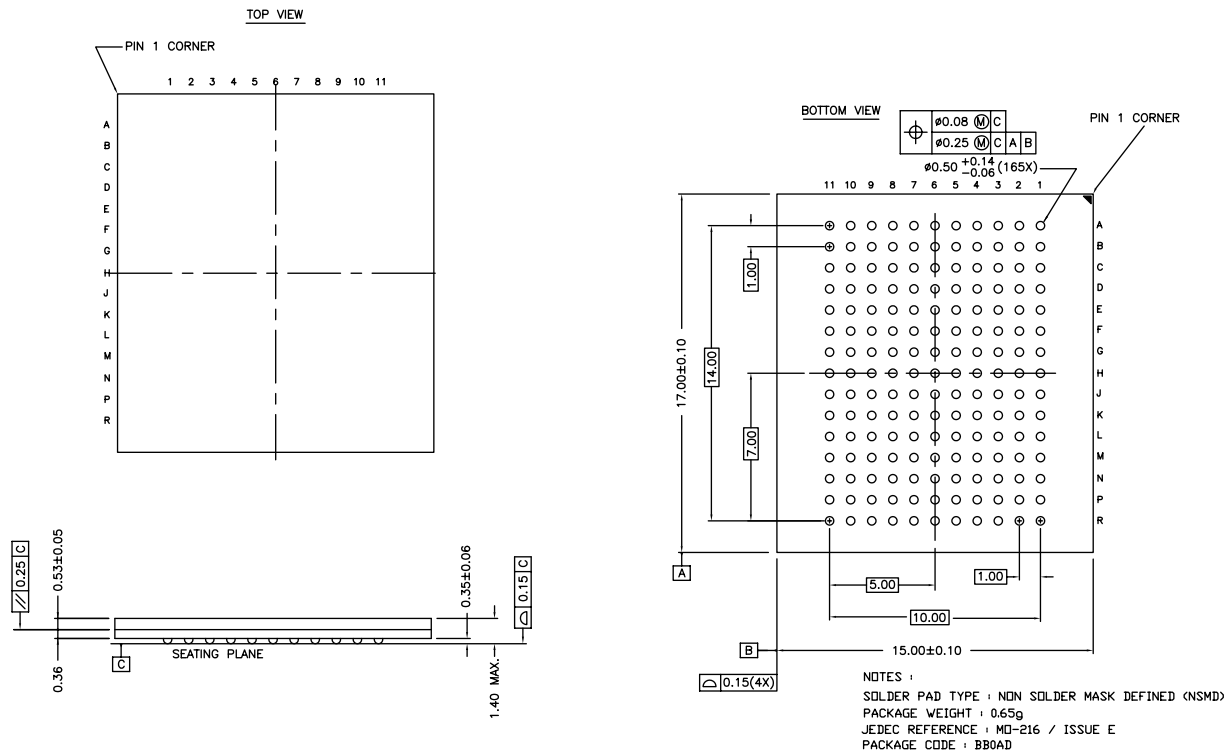 TOP VIEW
PIN 1 CORNER
1 2 3 4 5 6 7 8 9 10 11
A
B
C
D
E
F
G
H
J
K
L
M
N
P
R
BOTTOM VIEW
⌀0.08 Ⓜ C
⌀0.25 Ⓜ C A B
PIN 1 CORNER
⌀0.50 +0.14 -0.06 (165X)
11 10 9 8 7 6 5 4 3 2 1
A
B
C
D
E
F
G
H
J
K
L
M
N
P
R
1.00
14.00
17.00±0.10
7.00
A
1.00
5.00
10.00
B
15.00±0.10
0.15(4X)
// 0.25 C
0.53±0.05
0.35±0.06
0.15 C
SEATING PLANE
C
0.36
1.40 MAX.
NOTES :
SOLDER PAD TYPE : NON SOLDER MASK DEFINED (NSMD)
PACKAGE WEIGHT : 0.65g
JEDEC REFERENCE : MO-216 / ISSUE E
PACKAGE CODE : BB0AD